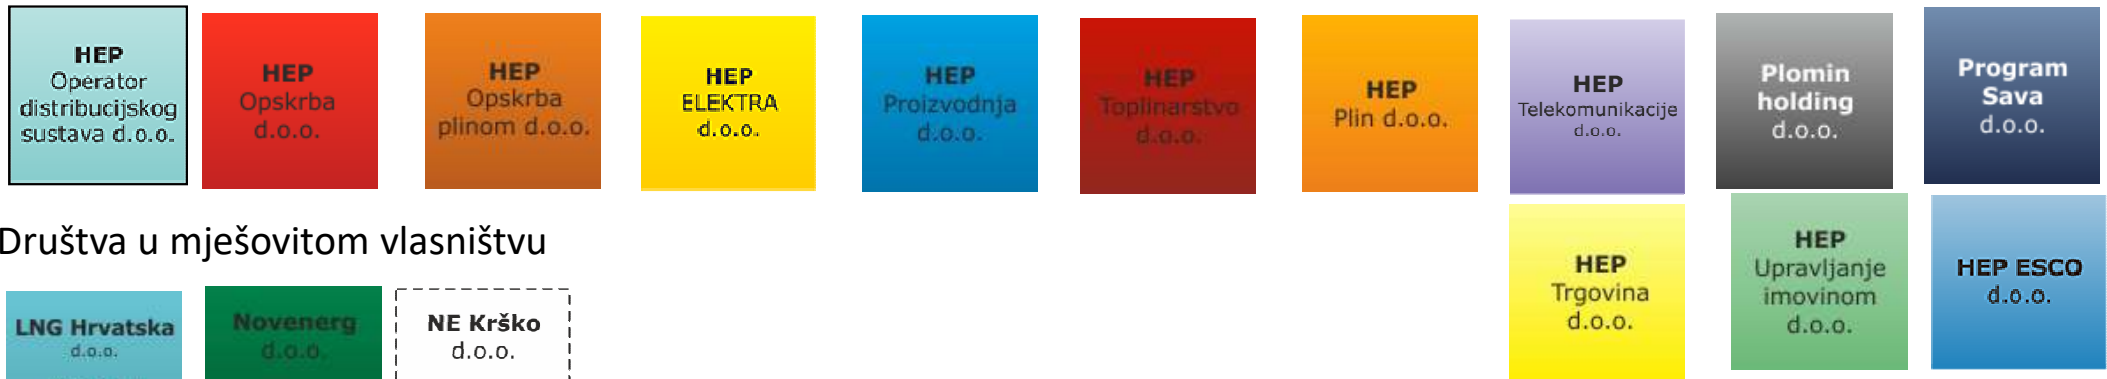 HEP
Operator
distribucijskog
sustava d.o.o.
HEP
Opskrba
d.o.o.
HEP
Opskrba
plinom d.o.o.
HEP
ELEKTRA
d.o.o.
HEP
Proizvodnja
d.o.o.
HEP
Toplinarstvo
d.o.o.
HEP
Plin d.o.o.
HEP
Telekomunikacije
d.o.o.
Plomin
holding
d.o.o.
Program
Sava
d.o.o.
HEP
Trgovina
d.o.o.
HEP
Upravljanje
imovinom
d.o.o.
HEP ESCO
d.o.o.
Društva u mješovitom vlasništvu
LNG Hrvatska
d.o.o.
Novenerg
d.o.o.
NE Krško
d.o.o.